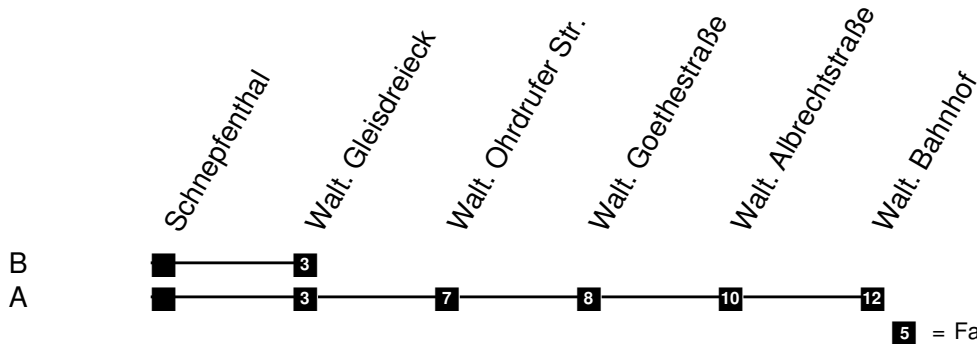 Schnepfenthal
Walt. Gleisdreieck
Walt. Ohrdrufer Str.
Walt. Goethestraße
Walt. Albrechtstraße
Walt. Bahnhof
B 3
A 3 7 8 10 12
5 = Fa